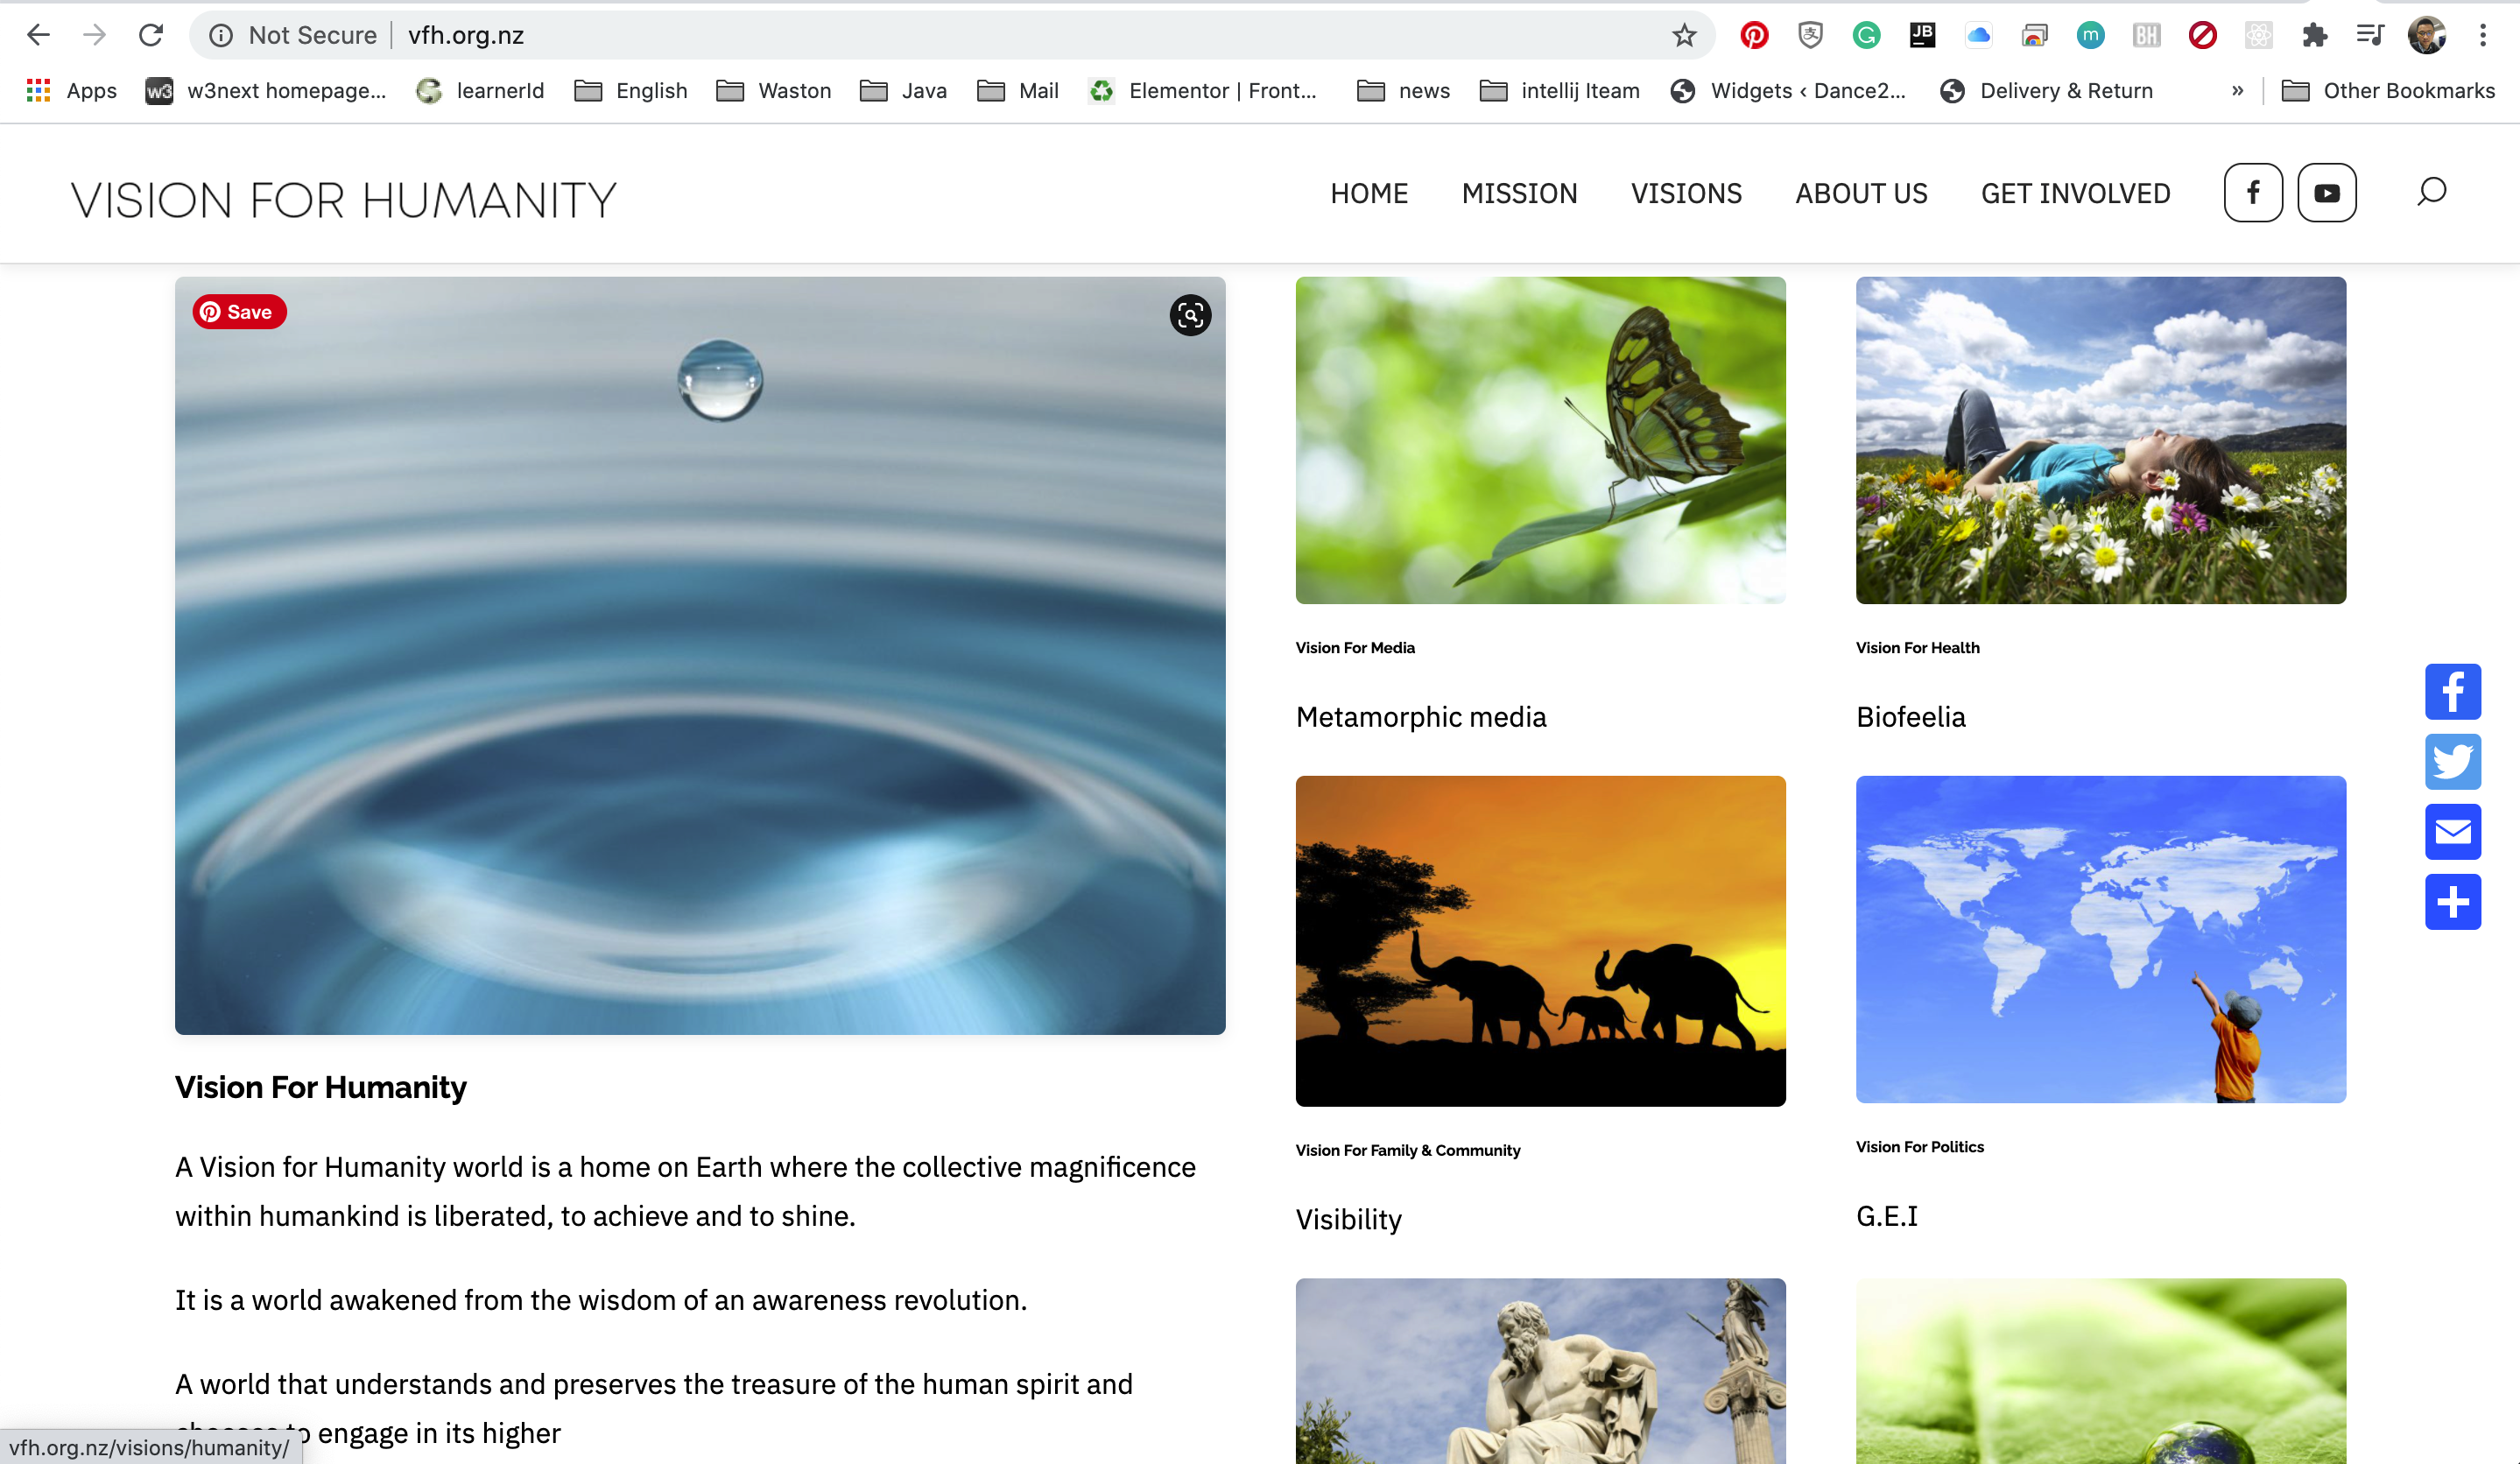 Not Secure vfh.org.nz
JB m BH
Apps w3 w3next homepage... learnerId English Waston Java Mail Elementor | Front... news intellij Iteam Widgets ‹ Dance2... Delivery & Return » Other Bookmarks
VISION FOR HUMANITY
HOME MISSION VISIONS ABOUT US GET INVOLVED
Save
Vision For Media
Metamorphic media
Vision For Health
Biofeelia
Vision For Family & Community
Visibility
Vision For Politics
G.E.I
Vision For Humanity
A Vision for Humanity world is a home on Earth where the collective magnificence
within humankind is liberated, to achieve and to shine.
It is a world awakened from the wisdom of an awareness revolution.
A world that understands and preserves the treasure of the human spirit and
engage in its higher
vfh.org.nz/visions/humanity/